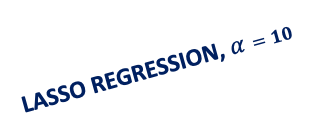 LASSO REGRESSION, 𝛼 = 10